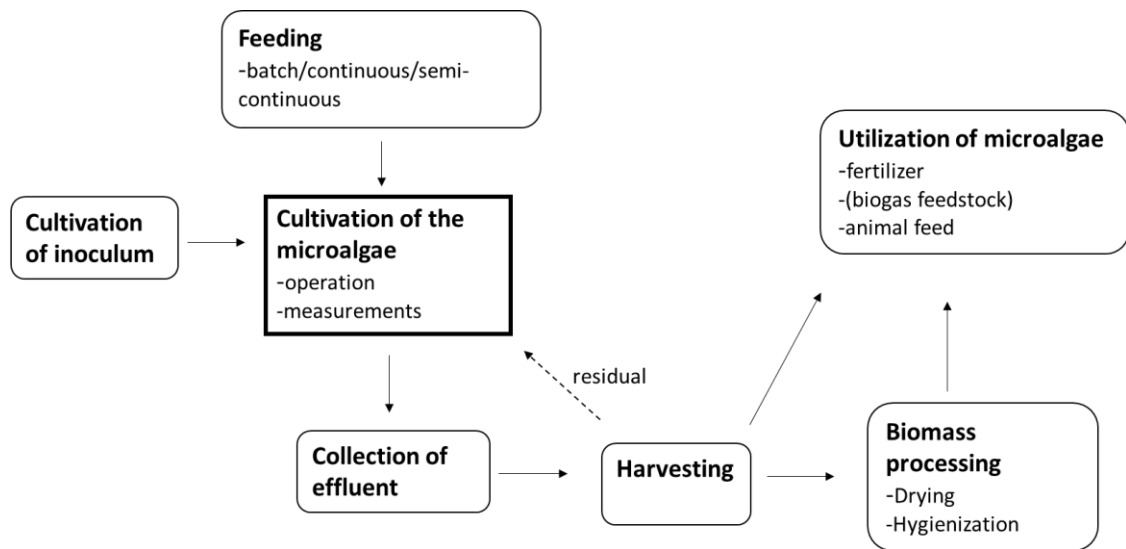 Feeding
-batch/continuous/semi-
continuous
Utilization of microalgae
-fertilizer
-(biogas feedstock)
-animal feed
Cultivation
of inoculum
Cultivation of the
microalgae
-operation
-measurements
residual
Collection of
effluent
Harvesting
Biomass
processing
-Drying
-Hygienization